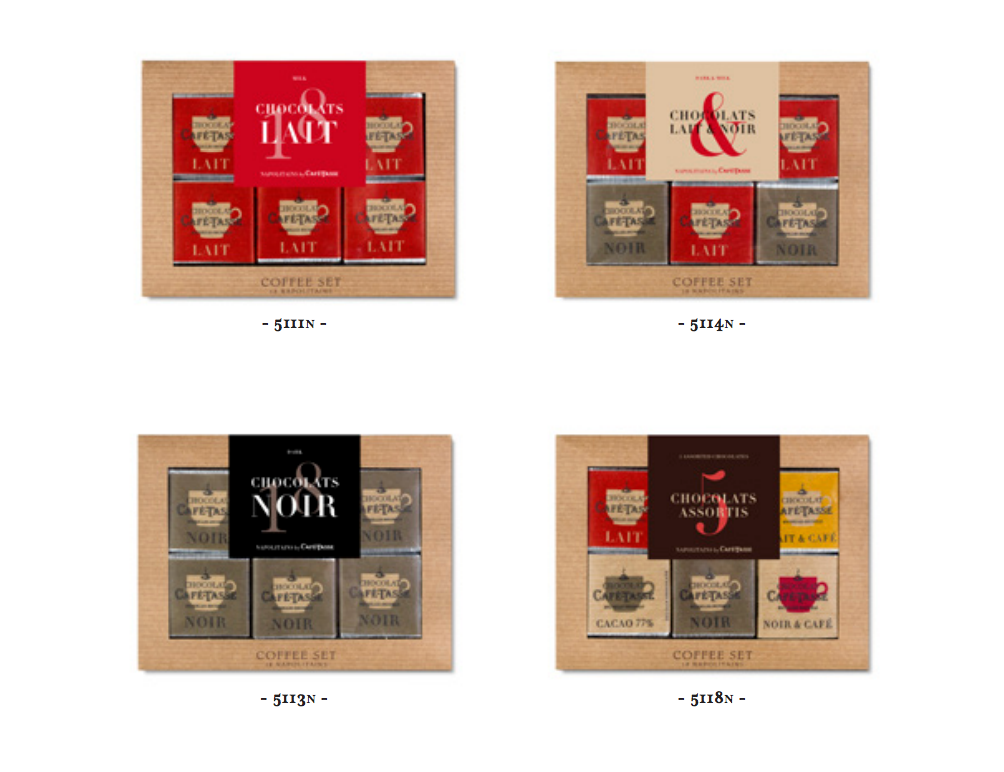 MILK
18
CHOCOLATS
LAIT
NAPOLITAINS by CAFÉ-TASSE
CHOCOLAT
CAFÉ-TASSE
LAIT
CHOCOLAT
CAFÉ-TASSE
LAIT
CHOCOLAT
CAFÉ-TASSE
LAIT
CHOCOLAT
CAFÉ-TASSE
LAIT
CHOCOLAT
CAFÉ-TASSE
LAIT
COFFEE SET
18 NAPOLITAINS
- 5111N -
DARK & MILK
CHOCOLATS
LAIT & NOIR
&
NAPOLITAINS by CAFÉ-TASSE
CHOCOLAT
CAFÉ-TASSE
LAIT
CHOCOLAT
CAFÉ-TASSE
LAIT
CHOCOLAT
CAFÉ-TASSE
NOIR
CHOCOLAT
CAFÉ-TASSE
LAIT
CHOCOLAT
CAFÉ-TASSE
NOIR
COFFEE SET
18 NAPOLITAINS
- 5114N -
DARK
18
CHOCOLATS
NOIR
NAPOLITAINS by CAFÉ-TASSE
CHOCOLAT
CAFÉ-TASSE
NOIR
CHOCOLAT
CAFÉ-TASSE
NOIR
CHOCOLAT
CAFÉ-TASSE
NOIR
CHOCOLAT
CAFÉ-TASSE
NOIR
CHOCOLAT
CAFÉ-TASSE
NOIR
COFFEE SET
18 NAPOLITAINS
- 5113N -
5 ASSORTED CHOCOLATES
5
CHOCOLATS
ASSORTIS
NAPOLITAINS by CAFÉ-TASSE
CHOCOLAT
CAFÉ-TASSE
LAIT
CHOCOLAT
CAFÉ-TASSE
LAIT & CAFÉ
CHOCOLAT
CAFÉ-TASSE
CACAO 77%
CHOCOLAT
CAFÉ-TASSE
NOIR
CHOCOLAT
CAFÉ-TASSE
NOIR & CAFÉ
COFFEE SET
18 NAPOLITAINS
- 5118N -